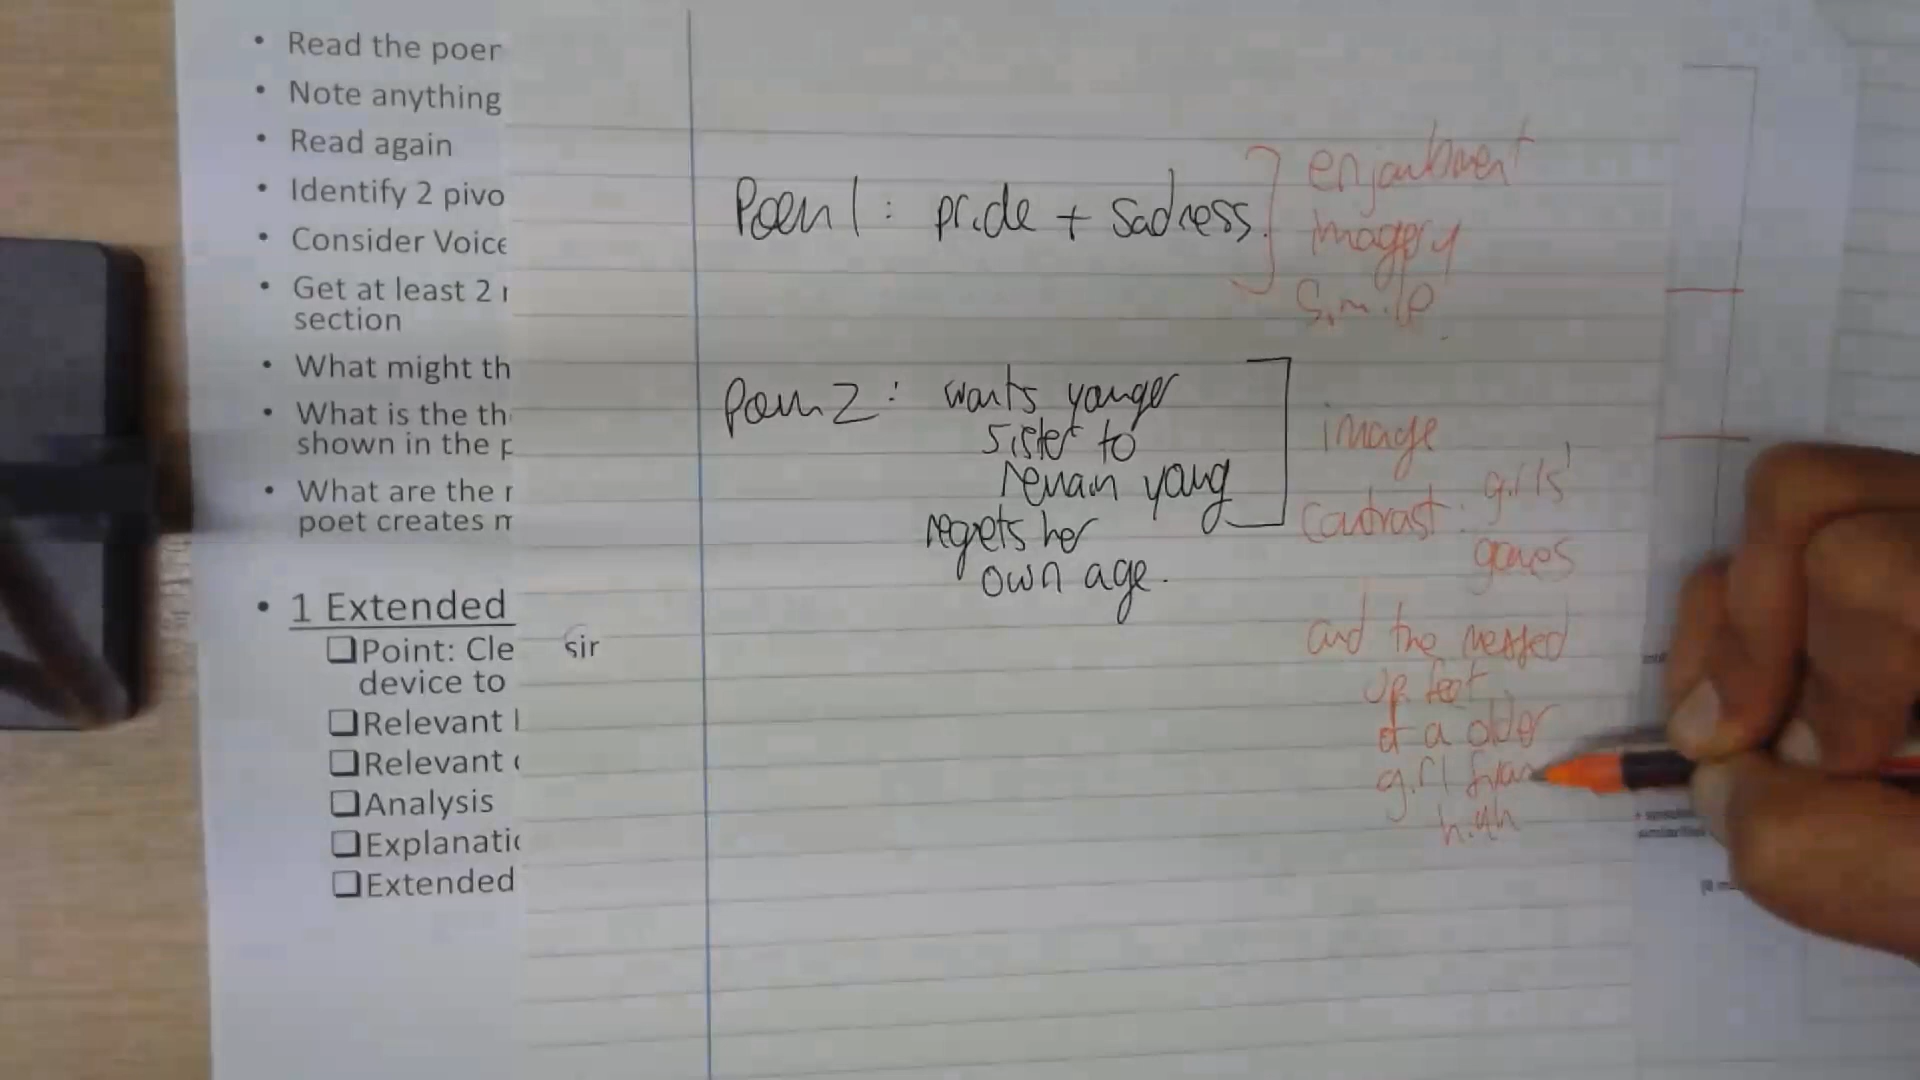 • Read the poer
• Note anything
• Read again
• Identify 2 pivo
• Consider Voice
• Get at least 2 r
section
• What might th
• What is the th
shown in the p
• What are the r
poet creates m
• 1 Extended
❑Point: Cle
device to
❑Relevant l
❑Relevant c
❑Analysis
❑Explanatic
❑Extended
sir
Poem 1: pride + sadness.
enjambment
imagery
Simile
Poem 2: wants younger
sister to
remain young
regrets her
own age.
image
Contrast: girls'
games
and the messed
up feet
of a older
girl from
high